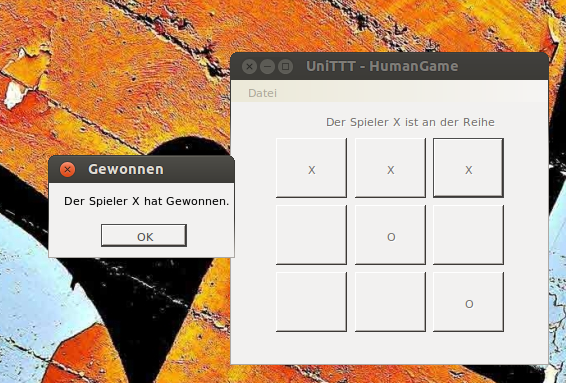 UniTTT - HumanGame
Datei
Der Spieler X ist an der Reihe
X X X
O
O
Gewonnen
Der Spieler X hat Gewonnen.
OK